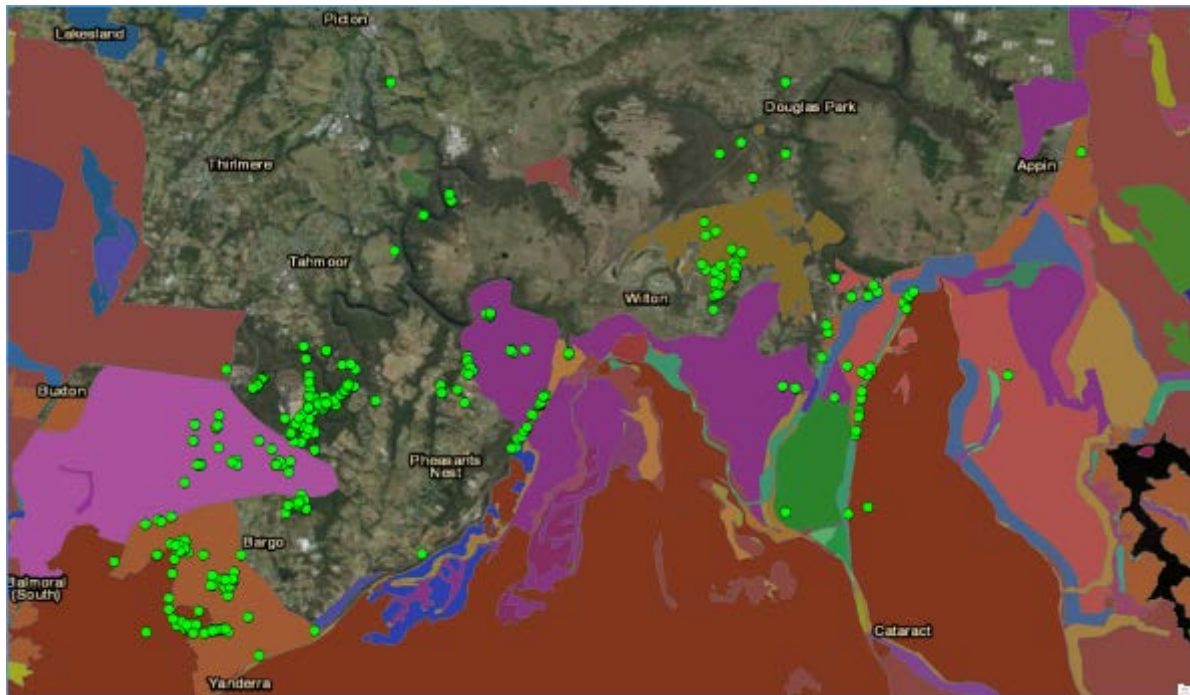 Picton
Lakesland
Douglas Park
Thirlmere
Appin
Tahmoor
Wilton
Buxton
Pheasants
Nest
Bargo
Balmoral
(South)
Cataract
Yanderra